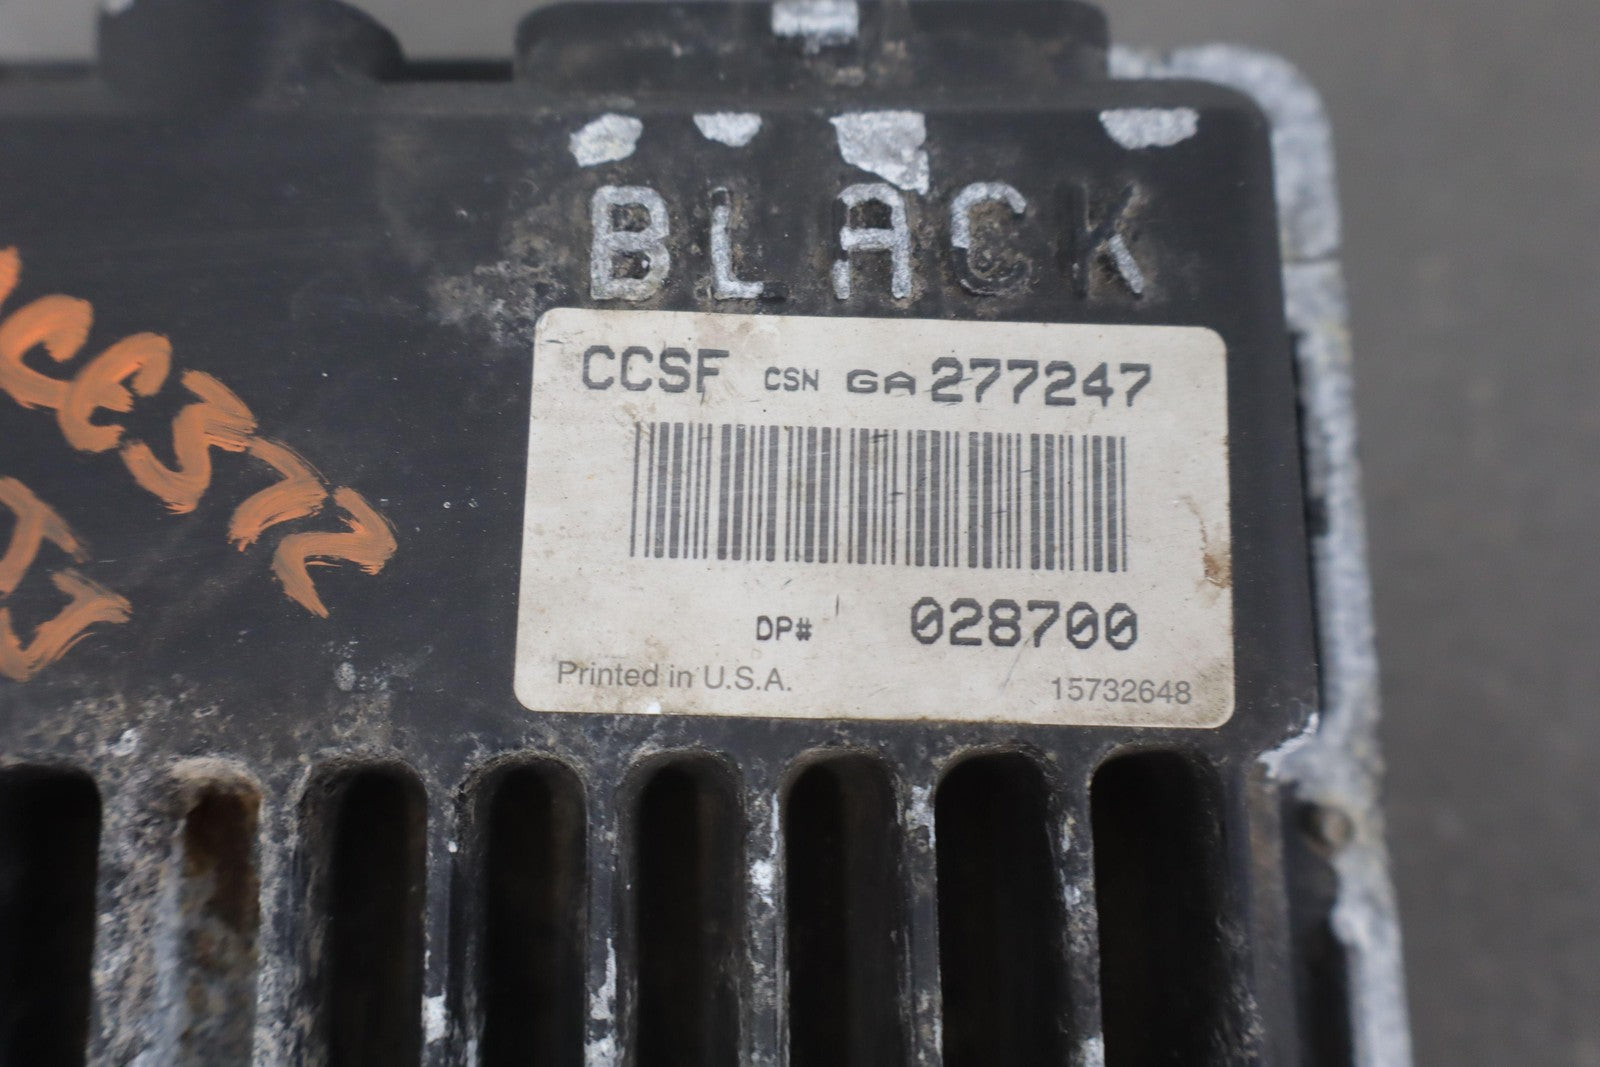 BLACK
CCSF CSN GA 277247
DP# 028700
Printed in U.S.A. 15732648